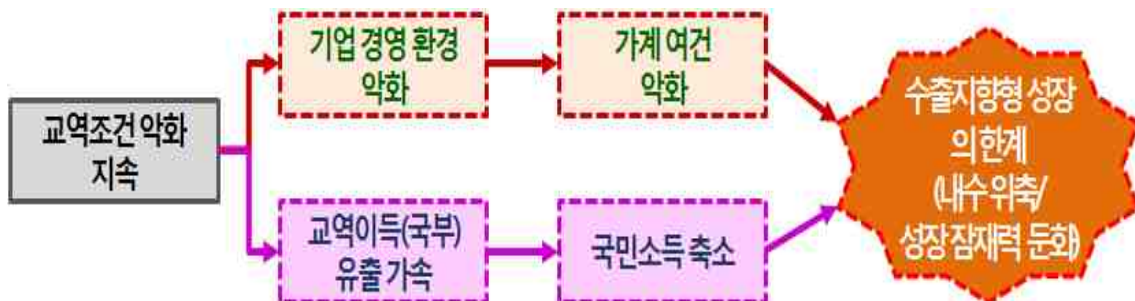 기업 경영 환경
악화
가계 여건
악화
교역조건 악화
지속
교역이득(국부)
유출 가속
국민소득 축소
수출지향형 성장
의 한계
(내수 위축/
성장 잠재력 둔화)